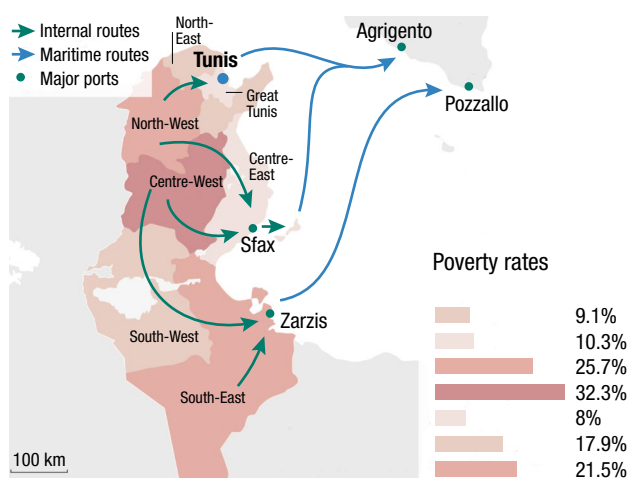 Internal routes
Maritime routes
Major ports
North-
East
Tunis
Great
Tunis
North-West
Centre-
East
Centre-West
Sfax
Zarzis
South-West
South-East
Agrigento
Pozzallo
100 km
Poverty rates
9.1%
10.3%
25.7%
32.3%
8%
17.9%
21.5%